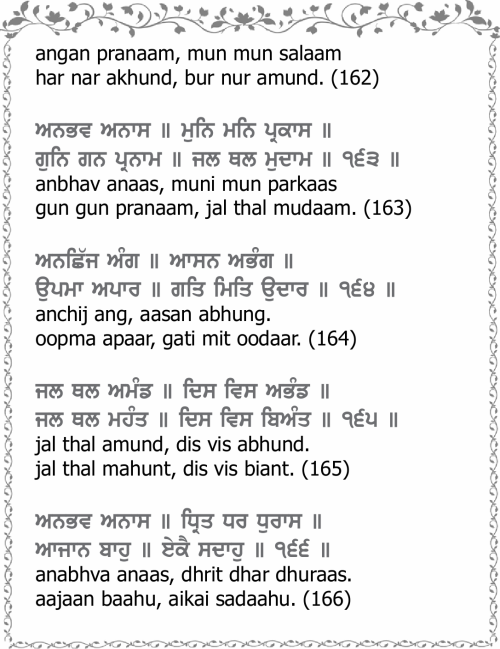 angan pranaam, mun mun salaam
har nar akhund, bur nur amund. (162)
ਅਨਭਵ ਅਨਾਸ ॥ ਮੁਨਿ ਮਨਿ ਪ੍ਰਕਾਸ ॥
ਗੁਨਿ ਗਨ ਪ੍ਰਨਾਮ ॥ ਜਲ ਥਲ ਮੁਦਾਮ ॥ ੧੬੩ ॥
anbhav anaas, muni mun parkaas
gun gun pranaam, jal thal mudaam. (163)
ਅਨਛਿੱਜ ਅੰਗ ॥ ਆਸਨ ਅਭੰਗ ॥
ਉਪਮਾ ਅਪਾਰ ॥ ਗਤਿ ਮਿਤਿ ਉਦਾਰ ॥ ੧੬੪ ॥
anchij ang, aasan abhung.
oopma apaar, gati mit oodaar. (164)
ਜਲ ਥਲ ਅਮੰਡ ॥ ਦਿਸ ਵਿਸ ਅਭੰਡ ॥
ਜਲ ਥਲ ਮਹੰਤ ॥ ਦਿਸ ਵਿਸ ਬਿਅੰਤ ॥ ੧੬੫ ॥
jal thal amund, dis vis abhund.
jal thal mahunt, dis vis biant. (165)
ਅਨਭਵ ਅਨਾਸ ॥ ਧ੍ਰਿਤ ਧਰ ਧੁਰਾਸ ॥
ਆਜਾਨ ਬਾਹੁ ॥ ਏਕੈ ਸਦਾਹੁ ॥ ੧੬੬ ॥
anabhva anaas, dhrit dhar dhuraas.
aajaan baahu, aikai sadaahu. (166)